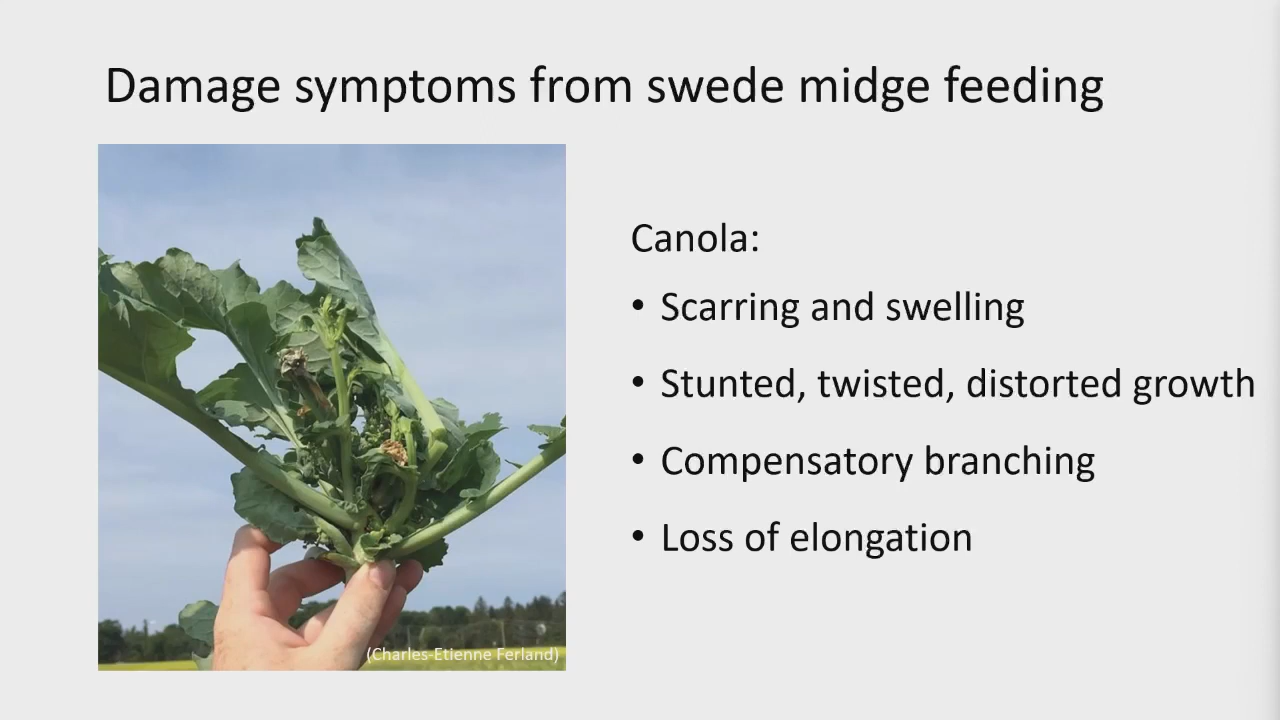 Damage symptoms from swede midge feeding
Canola:
• Scarring and swelling
• Stunted, twisted, distorted growth
• Compensatory branching
• Loss of elongation
(Charles-Etienne Ferland)